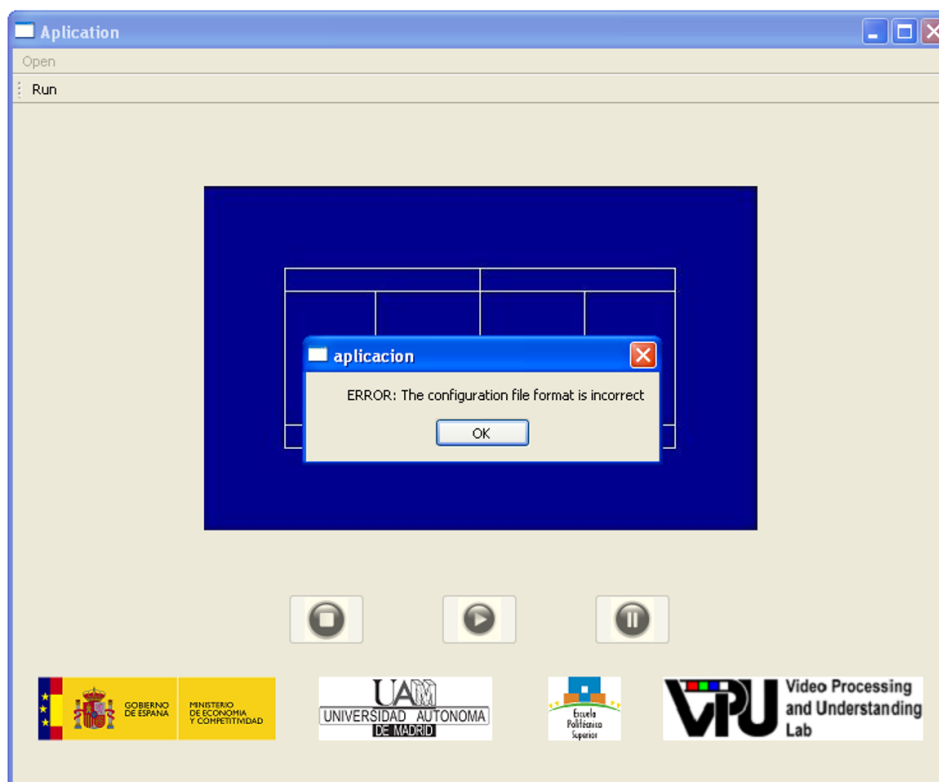 Aplication
Open
Run
aplicacion
ERROR: The configuration file format is incorrect
OK
GOBIERNO
DE ESPAÑA
MINISTERIO
DE ECONOMIA
Y COMPETITIVIDAD
UAM
UNIVERSIDAD AUTONOMA
DE MADRID
Escuela
Politécnica
Superior
VPU
Video Processing
and Understanding
Lab